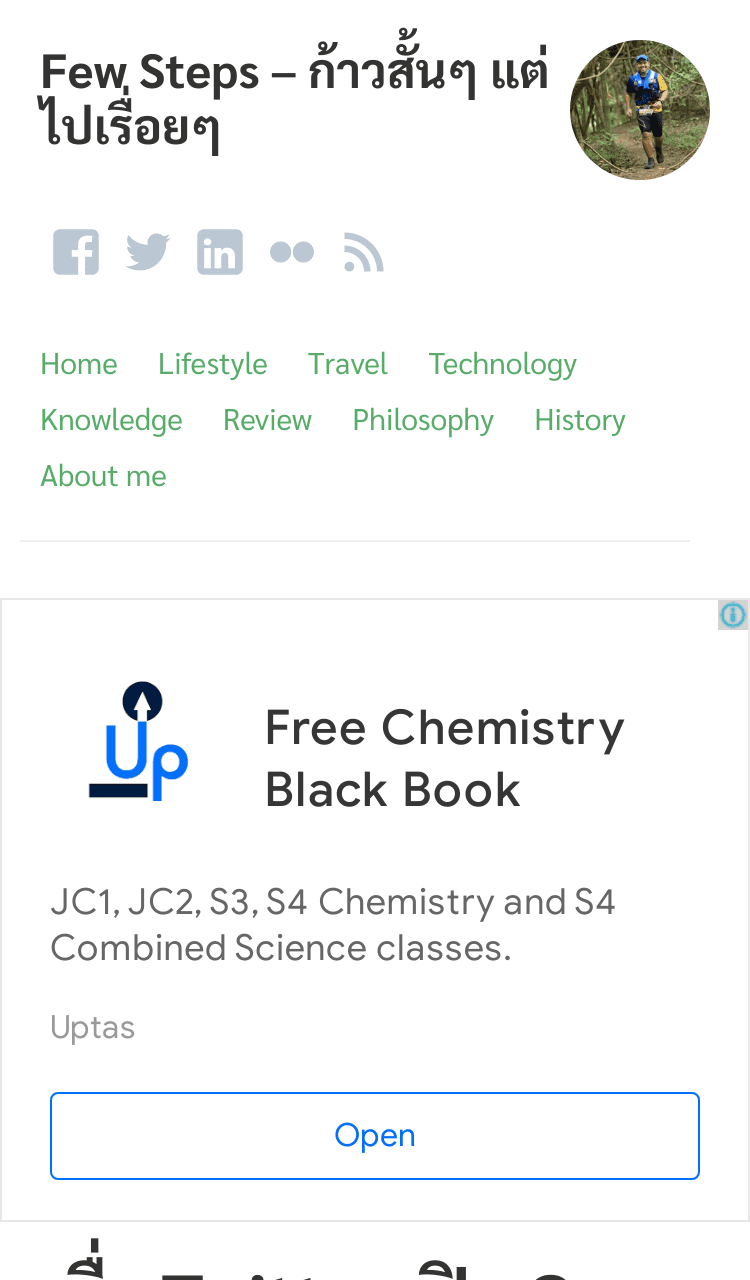 Few Steps – ก้าวสั้นๆ แต่
ไปเรื่อยๆ
Home Lifestyle Travel Technology
Knowledge Review Philosophy History
About me
Up
Free Chemistry
Black Book
JC1, JC2, S3, S4 Chemistry and S4
Combined Science classes.
Uptas
Open